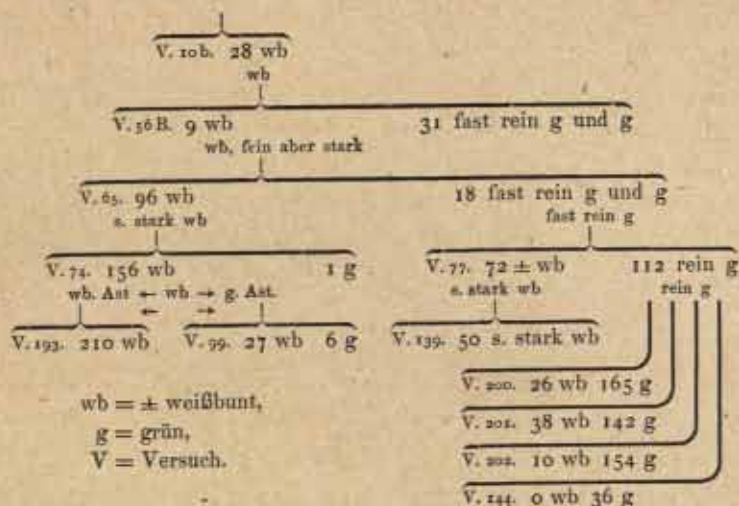 V. 10b. 28 wb
wb
V. 56B. 9 wb 31 fast rein g und g
wb, fein aber stark
V. 65. 96 wb 18 fast rein g und g
s. stark wb fast rein g
V. 74. 156 wb 1 g V. 77. 72 ± wb 112 rein g
wb. Ast ← wb → g. Ast. s. stark wb rein g
← →
V. 193. 210 wb V. 99. 27 wb 6 g V. 139. 50 s. stark wb
V. 200. 26 wb 165 g
wb = ± weißbunt,
V. 201. 38 wb 142 g
g = grün,
V. 202. 10 wb 154 g
V = Versuch.
V. 144. 0 wb 36 g